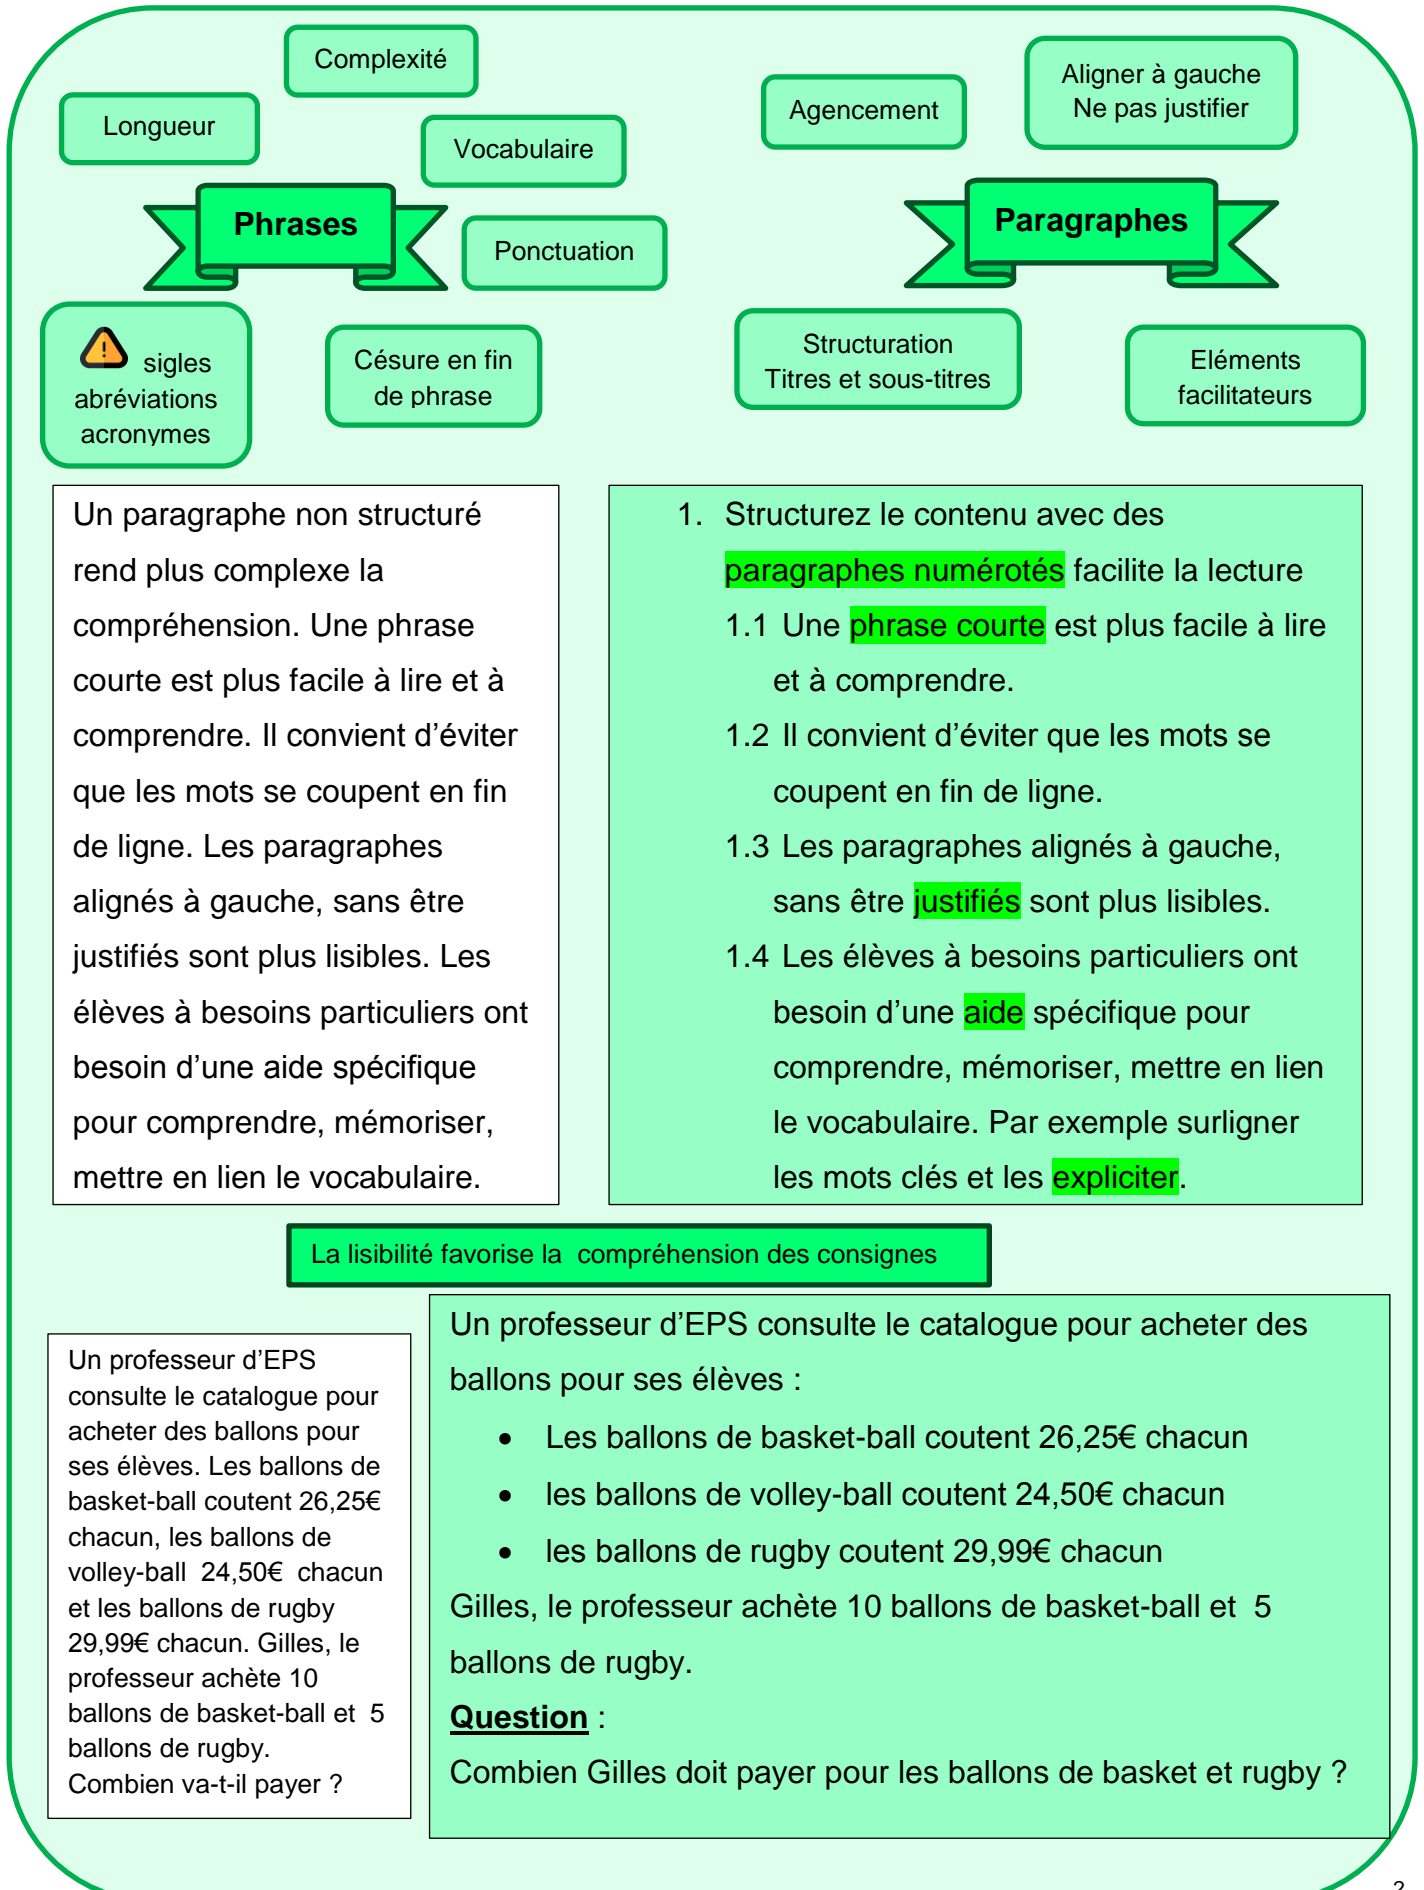 Complexité
Longueur
Vocabulaire
Phrases
Ponctuation
sigles
abréviations
acronymes
Césure en fin
de phrase
Agencement
Aligner à gauche
Ne pas justifier
Paragraphes
Structuration
Titres et sous-titres
Eléments
facilitateurs
Un paragraphe non structuré
rend plus complexe la
compréhension. Une phrase
courte est plus facile à lire et à
comprendre. Il convient d’éviter
que les mots se coupent en fin
de ligne. Les paragraphes
alignés à gauche, sans être
justifiés sont plus lisibles. Les
élèves à besoins particuliers ont
besoin d’une aide spécifique
pour comprendre, mémoriser,
mettre en lien le vocabulaire.
1. Structurez le contenu avec des
paragraphes numérotés facilite la lecture
1.1 Une phrase courte est plus facile à lire
et à comprendre.
1.2 Il convient d’éviter que les mots se
coupent en fin de ligne.
1.3 Les paragraphes alignés à gauche,
sans être justifiés sont plus lisibles.
1.4 Les élèves à besoins particuliers ont
besoin d’une aide spécifique pour
comprendre, mémoriser, mettre en lien
le vocabulaire. Par exemple surligner
les mots clés et les expliciter.
La lisibilité favorise la  compréhension des consignes
Un professeur d’EPS
consulte le catalogue pour
acheter des ballons pour
ses élèves. Les ballons de
basket-ball coutent 26,25€
chacun, les ballons de
volley-ball  24,50€  chacun
et les ballons de rugby
29,99€ chacun. Gilles, le
professeur achète 10
ballons de basket-ball et  5
ballons de rugby.
Combien va-t-il payer ?
Un professeur d’EPS consulte le catalogue pour acheter des
ballons pour ses élèves :
• Les ballons de basket-ball coutent 26,25€ chacun
• les ballons de volley-ball coutent 24,50€ chacun
• les ballons de rugby coutent 29,99€ chacun
Gilles, le professeur achète 10 ballons de basket-ball et  5
ballons de rugby.
Question :
Combien Gilles doit payer pour les ballons de basket et rugby ?
2